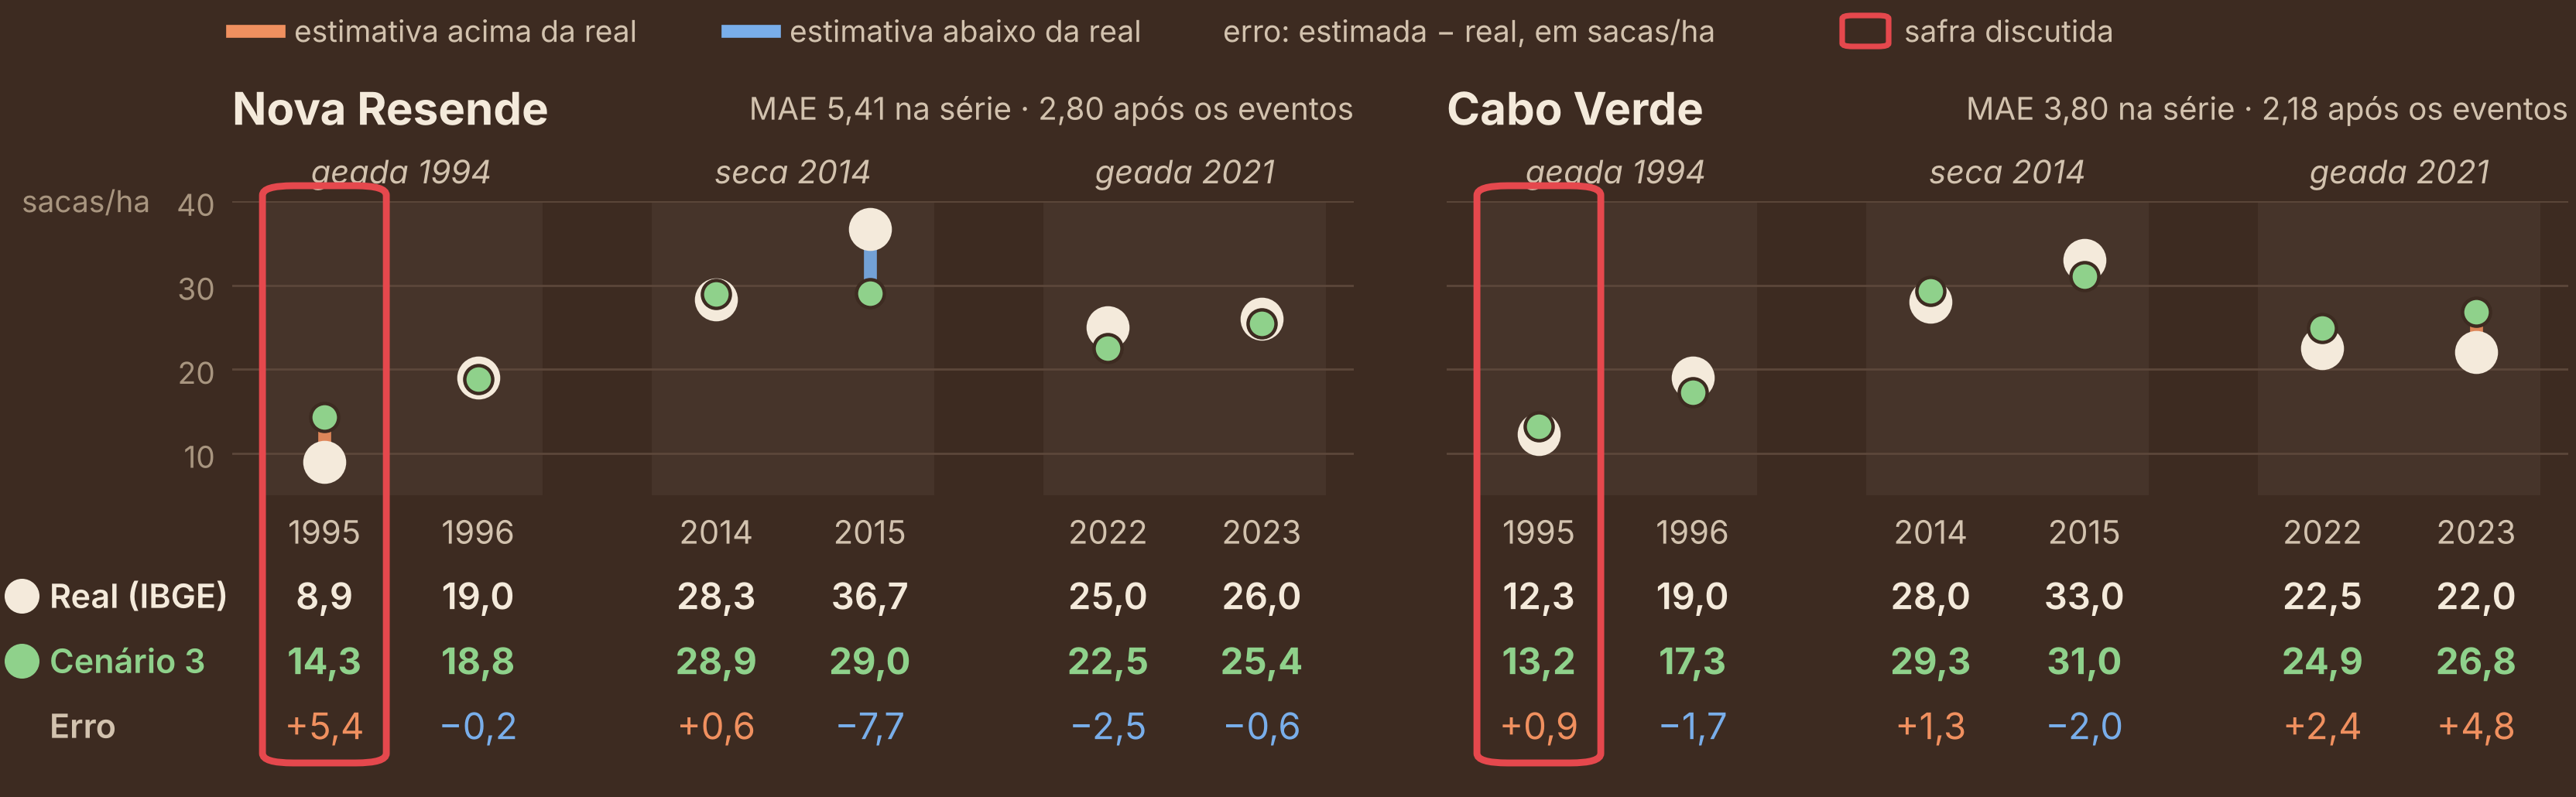 estimativa acima da real estimativa abaixo da real erro: estimada − real, em sacas/ha safra discutida
Nova Resende MAE 5,41 na série · 2,80 após os eventos Cabo Verde MAE 3,80 na série · 2,18 após os eventos
geada 1994 seca 2014 geada 2021 geada 1994 seca 2014 geada 2021
sacas/ha 40
30
20
10
1995 1996 2014 2015 2022 2023 1995 1996 2014 2015 2022 2023
Real (IBGE) 8,9 19,0 28,3 36,7 25,0 26,0 12,3 19,0 28,0 33,0 22,5 22,0
Cenário 3 14,3 18,8 28,9 29,0 22,5 25,4 13,2 17,3 29,3 31,0 24,9 26,8
Erro +5,4 −0,2 +0,6 −7,7 −2,5 −0,6 +0,9 −1,7 +1,3 −2,0 +2,4 +4,8